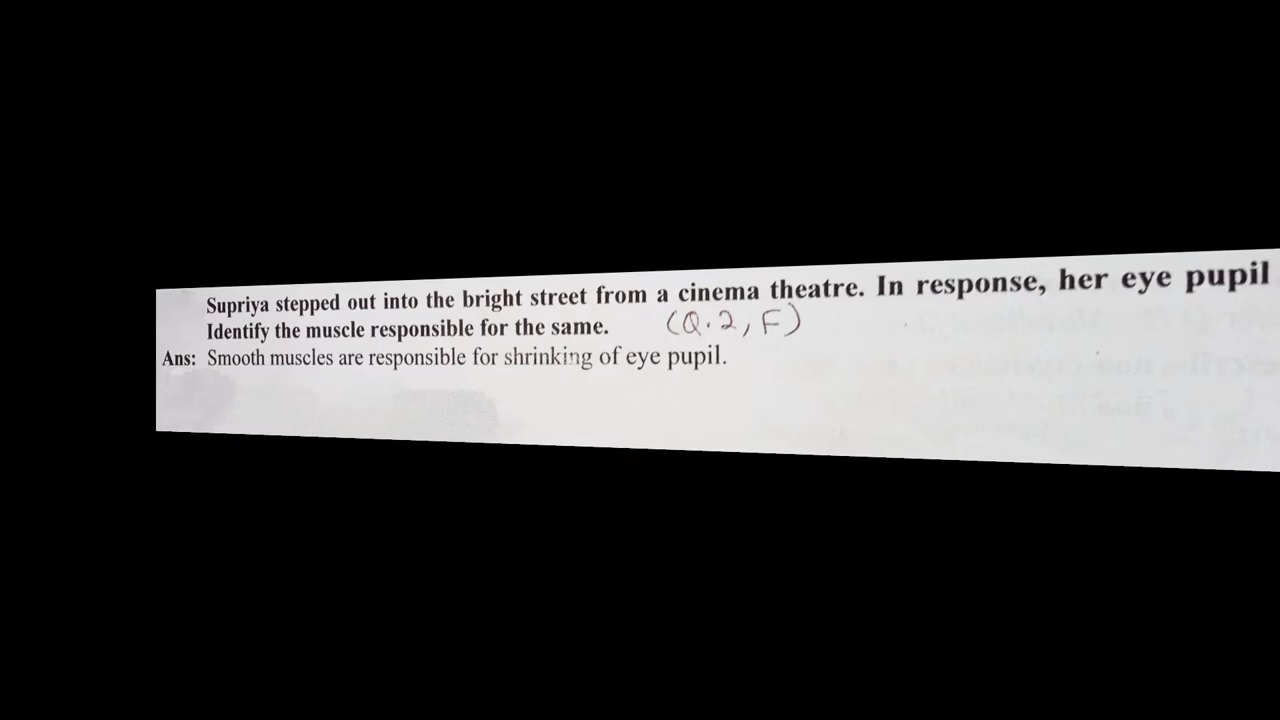 Supriya stepped out into the bright street from a cinema theatre. In response, her eye pupil
Identify the muscle responsible for the same. (Q.2, F)
Ans: Smooth muscles are responsible for shrinking of eye pupil.